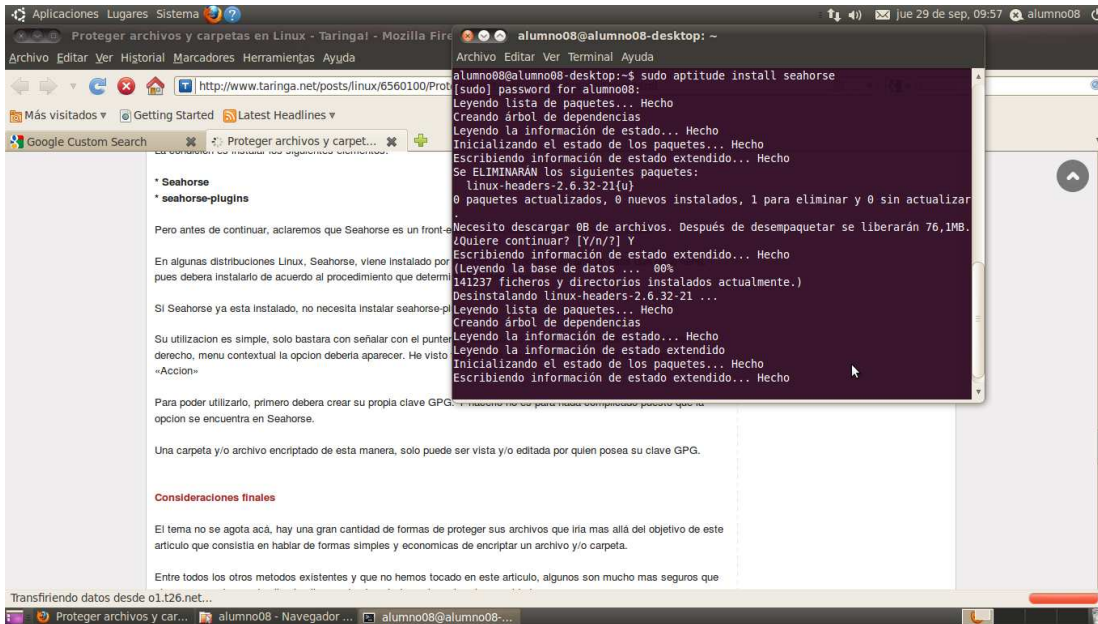 Aplicaciones Lugares Sistema
jue 29 de sep, 09:57 alumno08
Proteger archivos y carpetas en Linux - Taringa! - Mozilla Fire
Archivo Editar Ver Historial Marcadores Herramientas Ayuda
http://www.taringa.net/posts/linux/6560100/Prot
Más visitados Getting Started Latest Headlines
Google Custom Search
Proteger archivos y carpet...
La condicion es instalar los siguientes elementos:
* Seahorse
* seahorse-plugins
Pero antes de continuar, aclaremos que Seahorse es un front-e
En algunas distribuciones Linux, Seahorse, viene instalado por
pues debera instalarlo de acuerdo al procedimiento que determi
Si Seahorse ya esta instalado, no necesita instalar seahorse-pl
Su utilizacion es simple, solo bastara con señalar con el punter
derecho, menu contextual la opcion deberia aparecer. He visto
«Accion»
Para poder utilizarlo, primero debera crear su propia clave GPG. Y hacerlo no es para nada complicado puesto que la
opcion se encuentra en Seahorse.
Una carpeta y/o archivo encriptado de esta manera, solo puede ser vista y/o editada por quien posea su clave GPG.
Consideraciones finales
El tema no se agota acá, hay una gran cantidad de formas de proteger sus archivos que iria mas allá del objetivo de este
articulo que consistia en hablar de formas simples y economicas de encriptar un archivo y/o carpeta.
Entre todos los otros metodos existentes y que no hemos tocado en este articulo, algunos son mucho mas seguros que
alumno08@alumno08-desktop: ~
Archivo Editar Ver Terminal Ayuda
alumno08@alumno08-desktop:~$ sudo aptitude install seahorse
[sudo] password for alumno08:
Leyendo lista de paquetes... Hecho
Creando árbol de dependencias
Leyendo la información de estado... Hecho
Inicializando el estado de los paquetes... Hecho
Escribiendo información de estado extendido... Hecho
Se ELIMINARÁN los siguientes paquetes:
linux-headers-2.6.32-21{u}
0 paquetes actualizados, 0 nuevos instalados, 1 para eliminar y 0 sin actualizar
.
Necesito descargar 0B de archivos. Después de desempaquetar se liberarán 76,1MB.
¿Quiere continuar? [Y/n/?] Y
Escribiendo información de estado extendido... Hecho
(Leyendo la base de datos ... 00%
141237 ficheros y directorios instalados actualmente.)
Desinstalando linux-headers-2.6.32-21 ...
Leyendo lista de paquetes... Hecho
Creando árbol de dependencias
Leyendo la información de estado... Hecho
Leyendo la información de estado extendido
Inicializando el estado de los paquetes... Hecho
Escribiendo información de estado extendido... Hecho
Transfiriendo datos desde o1.t26.net...
Proteger archivos y car...
alumno08 - Navegador ...
alumno08@alumno08-...